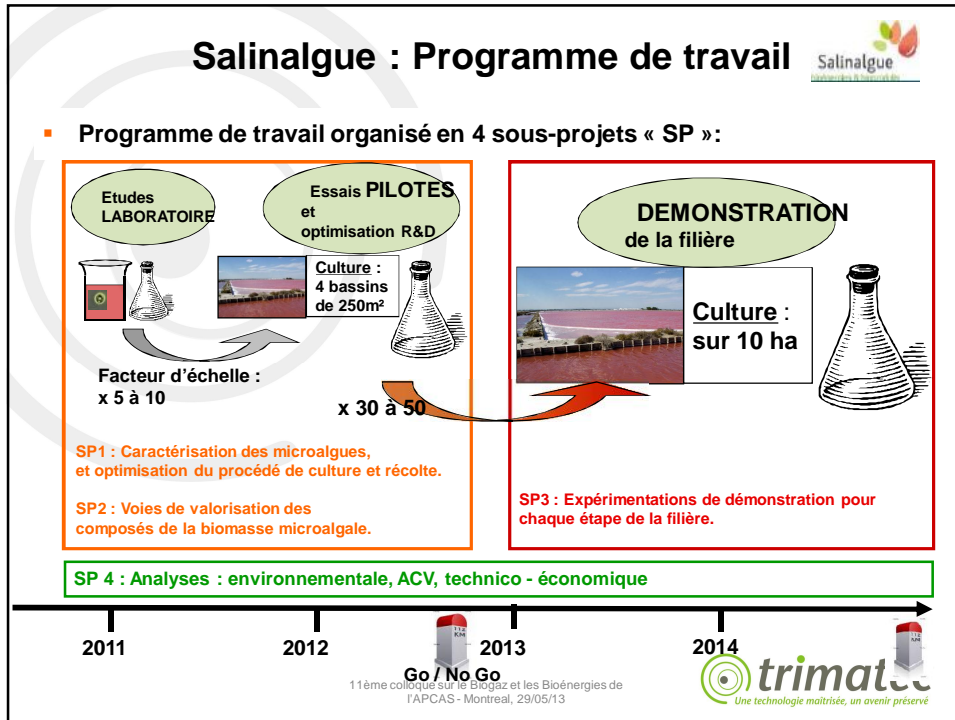 Salinalgue : Programme de travail
Salinalgue
▪ Programme de travail organisé en 4 sous-projets « SP »:
Etudes
LABORATOIRE
Essais PILOTES
et
optimisation R&D
Culture :
4 bassins
de 250m²
Facteur d'échelle :
x 5 à 10
x 30 à 50
SP1 : Caractérisation des microalgues,
et optimisation du procédé de culture et récolte.
SP2 : Voies de valorisation des
composés de la biomasse microalgale.
DEMONSTRATION
de la filière
Culture :
sur 10 ha
SP3 : Expérimentations de démonstration pour
chaque étape de la filière.
SP 4 : Analyses : environnementale, ACV, technico - économique
2011
2012
2013
2014
Go / No Go
11ème colloque sur le Biogaz et les Bioénergies de
l'APCAS - Montreal, 29/05/13
trimatec
Une technologie maitrisée, un avenir préservé